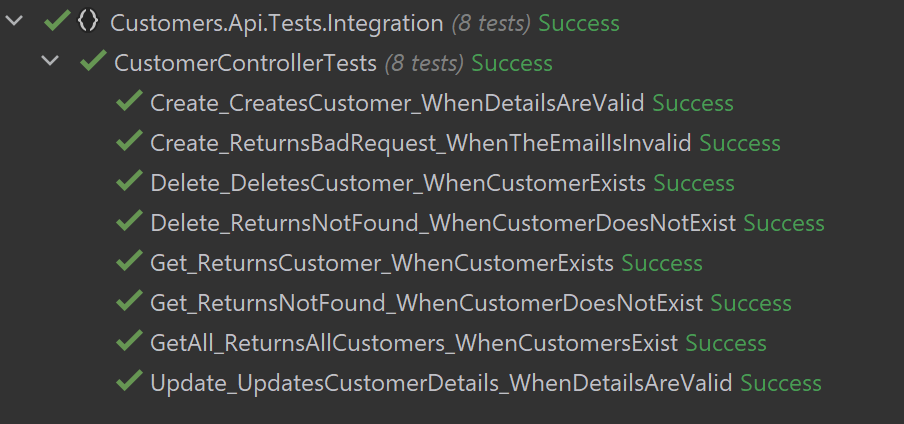 Customers.Api.Tests.Integration (8 tests) Success
CustomerControllerTests (8 tests) Success
Create_CreatesCustomer_WhenDetailsAreValid Success
Create_ReturnsBadRequest_WhenTheEmailIsInvalid Success
Delete_DeletesCustomer_WhenCustomerExists Success
Delete_ReturnsNotFound_WhenCustomerDoesNotExist Success
Get_ReturnsCustomer_WhenCustomerExists Success
Get_ReturnsNotFound_WhenCustomerDoesNotExist Success
GetAll_ReturnsAllCustomers_WhenCustomersExist Success
Update_UpdatesCustomerDetails_WhenDetailsAreValid Success